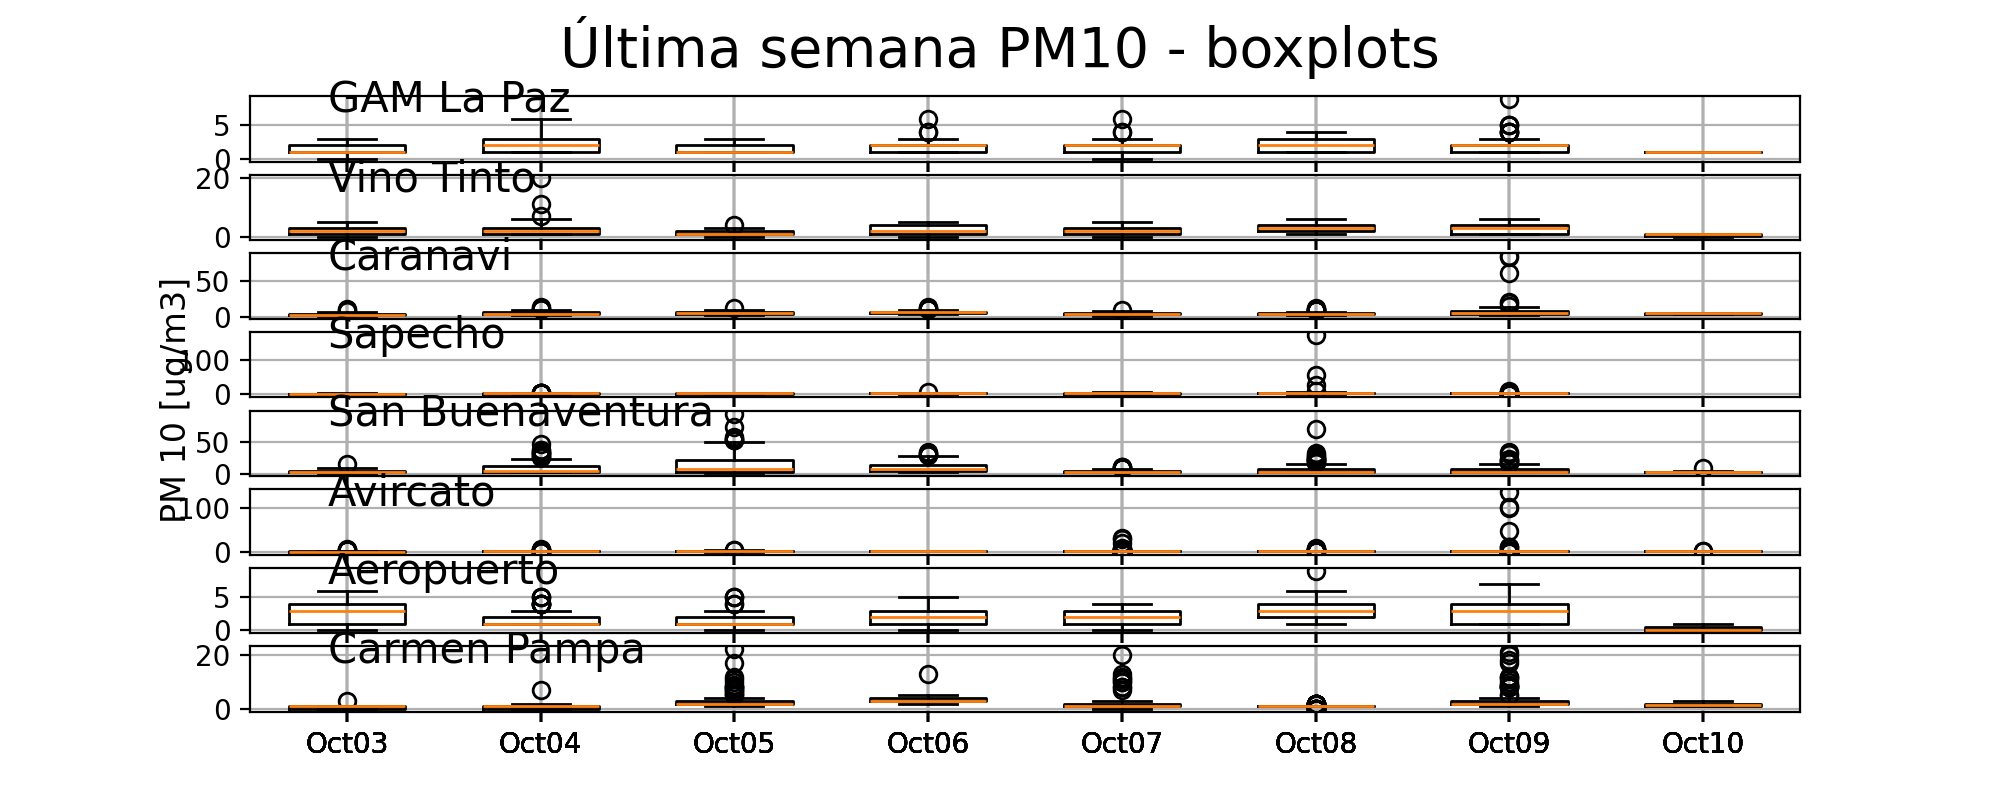 Última semana PM10 - boxplots
GAM La Paz
5
0
Vino Tinto
20
0
Caranavi
50
0
Sapecho
100
0
San Buenaventura
50
0
Avircato
100
0
Aeropuerto
5
0
Carmen Pampa
20
0
PM 10 [ug/m3]
Oct03 Oct04 Oct05 Oct06 Oct07 Oct08 Oct09 Oct10